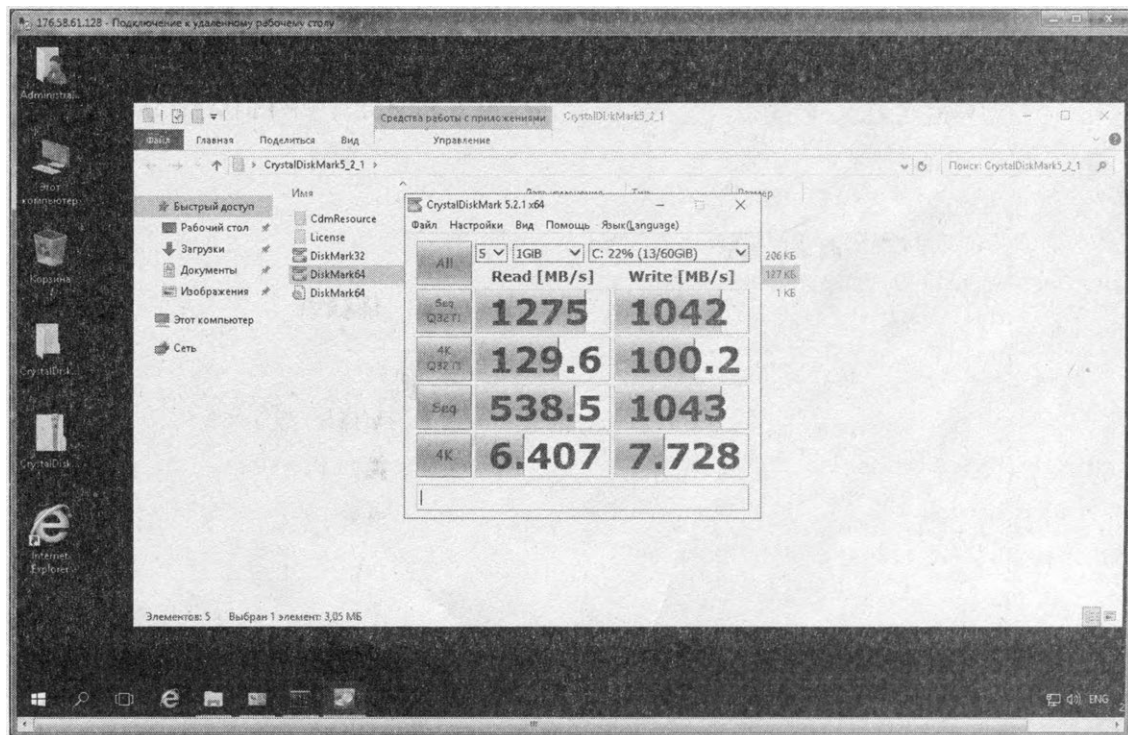 176.58.61.128 - Подключение к удаленному рабочему столу
Administrat...
Этот компьютер
Корзина
CrystalDisk...
CrystalDisk...
Internet Explorer
Средства работы с приложениями CrystalDiskMark5_2_1
Файл Главная Поделиться Вид Управление
CrystalDiskMark5_2_1
Поиск: CrystalDiskMark5_2_1
Быстрый доступ
Рабочий стол
Загрузки
Документы
Изображения
Этот компьютер
Сеть
Имя
CdmResource
License
DiskMark32 206 КБ
DiskMark64 127 КБ
DiskMark64 1 КБ
CrystalDiskMark 5.2.1 x64
Файл Настройки Вид Помощь Язык(Language)
All 5 1GiB C: 22% (13/60GiB)
Read [MB/s] Write [MB/s]
Seq Q32T1 1275 1042
4K Q32T1 129.6 100.2
Seq 538.5 1043
4K 6.407 7.728
Элементов: 5 Выбран 1 элемент: 3,05 МБ
ENG